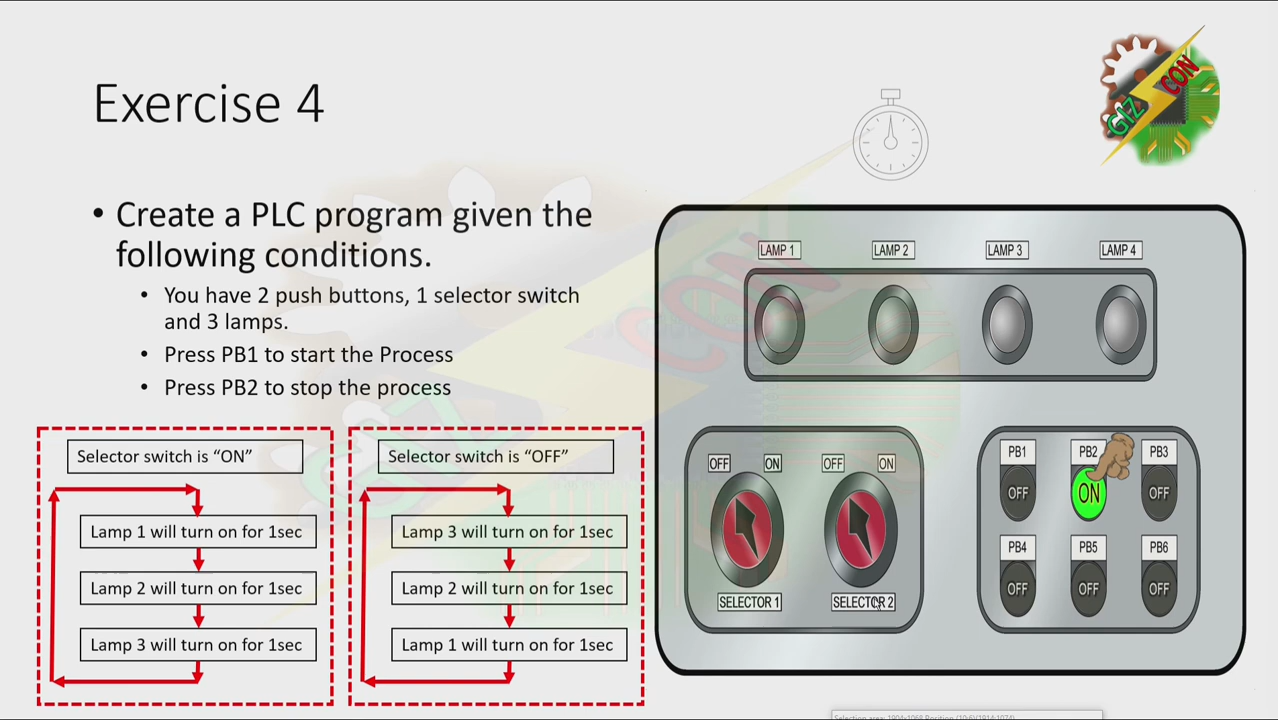 Exercise 4
GIZ
CON
• Create a PLC program given the
following conditions.
• You have 2 push buttons, 1 selector switch
and 3 lamps.
• Press PB1 to start the Process
• Press PB2 to stop the process
Selector switch is “ON”
Lamp 1 will turn on for 1sec
Lamp 2 will turn on for 1sec
Lamp 3 will turn on for 1sec
Selector switch is “OFF”
Lamp 3 will turn on for 1sec
Lamp 2 will turn on for 1sec
Lamp 1 will turn on for 1sec
LAMP 1 LAMP 2 LAMP 3 LAMP 4
OFF ON OFF ON
SELECTOR 1 SELECTOR 2
PB1 PB2 PB3
OFF ON OFF
PB4 PB5 PB6
OFF OFF OFF